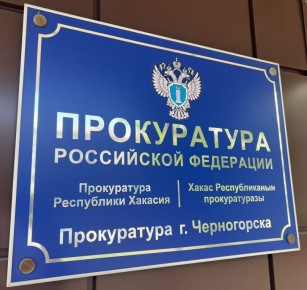 ПРОКУРАТУРА
РОССИЙСКОЙ ФЕДЕРАЦИИ
Прокуратура
Республики Хакасия
Хакас Республиканың
прокуратуразы
Прокуратура г. Черногорска